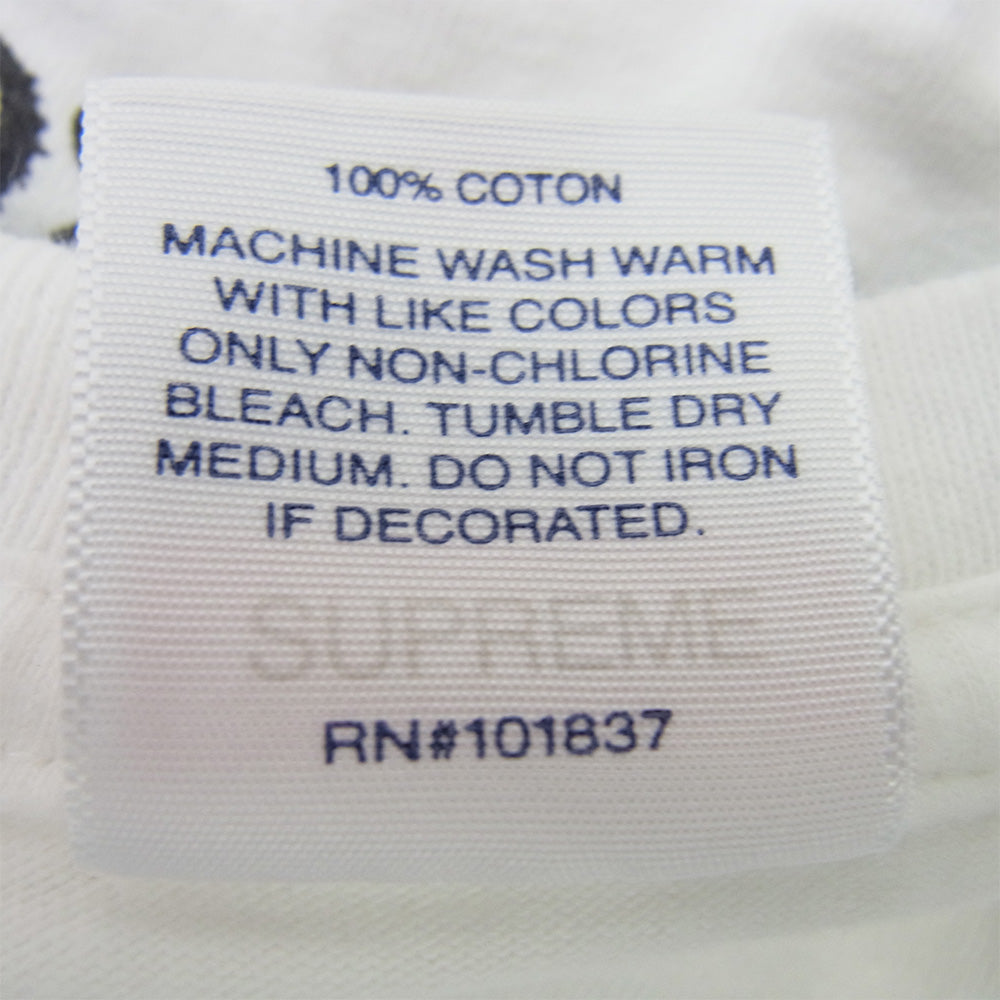 100% COTON
MACHINE WASH WARM
WITH LIKE COLORS
ONLY NON-CHLORINE
BLEACH. TUMBLE DRY
MEDIUM. DO NOT IRON
IF DECORATED.
SUPREME
RN#101837